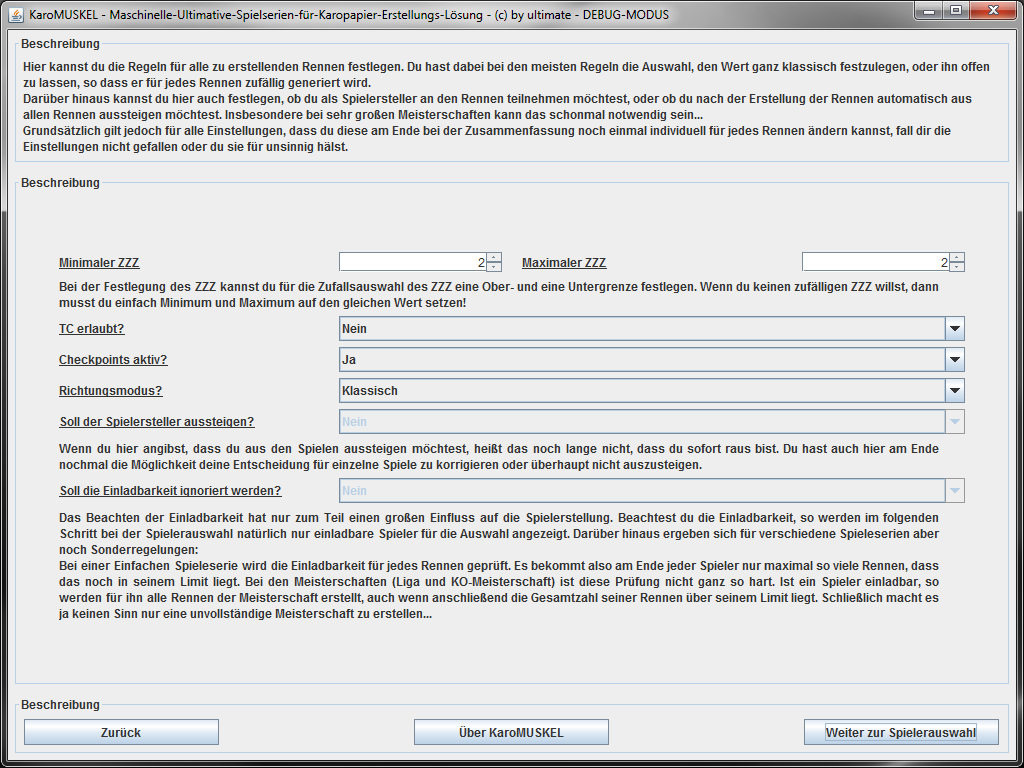 KaroMUSKEL - Maschinelle-Ultimative-Spielserien-für-Karopapier-Erstellungs-Lösung - (c) by ultimate - DEBUG-MODUS
Beschreibung
Hier kannst du die Regeln für alle zu erstellenden Rennen festlegen. Du hast dabei bei den meisten Regeln die Auswahl, den Wert ganz klassisch festzulegen, oder ihn offen
zu lassen, so dass er für jedes Rennen zufällig generiert wird.
Darüber hinaus kannst du hier auch festlegen, ob du als Spielersteller an den Rennen teilnehmen möchtest, oder ob du nach der Erstellung der Rennen automatisch aus
allen Rennen aussteigen möchtest. Insbesondere bei sehr großen Meisterschaften kann das schonmal notwendig sein...
Grundsätzlich gilt jedoch für alle Einstellungen, dass du diese am Ende bei der Zusammenfassung noch einmal individuell für jedes Rennen ändern kannst, fall dir die
Einstellungen nicht gefallen oder du sie für unsinnig hälst.
Beschreibung
Minimaler ZZZ 2 Maximaler ZZZ 2
Bei der Festlegung des ZZZ kannst du für die Zufallsauswahl des ZZZ eine Ober- und eine Untergrenze festlegen. Wenn du keinen zufälligen ZZZ willst, dann
musst du einfach Minimum und Maximum auf den gleichen Wert setzen!
TC erlaubt? Nein
Checkpoints aktiv? Ja
Richtungsmodus? Klassisch
Soll der Spielersteller aussteigen? Nein
Wenn du hier angibst, dass du aus den Spielen aussteigen möchtest, heißt das noch lange nicht, dass du sofort raus bist. Du hast auch hier am Ende
nochmal die Möglichkeit deine Entscheidung für einzelne Spiele zu korrigieren oder überhaupt nicht auszusteigen.
Soll die Einladbarkeit ignoriert werden? Nein
Das Beachten der Einladbarkeit hat nur zum Teil einen großen Einfluss auf die Spielerstellung. Beachtest du die Einladbarkeit, so werden im folgenden
Schritt bei der Spielerauswahl natürlich nur einladbare Spieler für die Auswahl angezeigt. Darüber hinaus ergeben sich für verschiedene Spieleserien aber
noch Sonderregelungen:
Bei einer Einfachen Spieleserie wird die Einladbarkeit für jedes Rennen geprüft. Es bekommt also am Ende jeder Spieler nur maximal so viele Rennen, dass
das noch in seinem Limit liegt. Bei den Meisterschaften (Liga und KO-Meisterschaft) ist diese Prüfung nicht ganz so hart. Ist ein Spieler einladbar, so
werden für ihn alle Rennen der Meisterschaft erstellt, auch wenn anschließend die Gesamtzahl seiner Rennen über seinem Limit liegt. Schließlich macht es
ja keinen Sinn nur eine unvollständige Meisterschaft zu erstellen...
Beschreibung
Zurück Über KaroMUSKEL Weiter zur Spielerauswahl